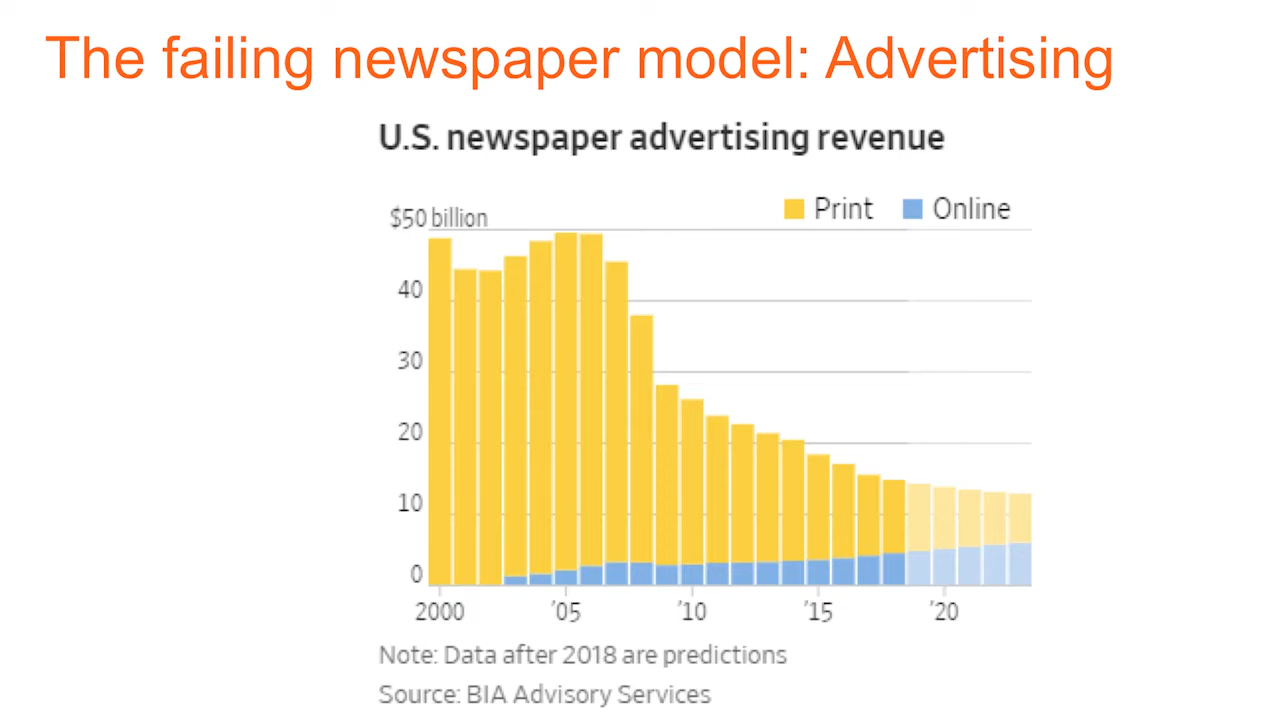 The failing newspaper model: Advertising
U.S. newspaper advertising revenue
Print Online
$50 billion
40
30
20
10
0
2000 ’05 ’10 ’15 ’20
Note: Data after 2018 are predictions
Source: BIA Advisory Services